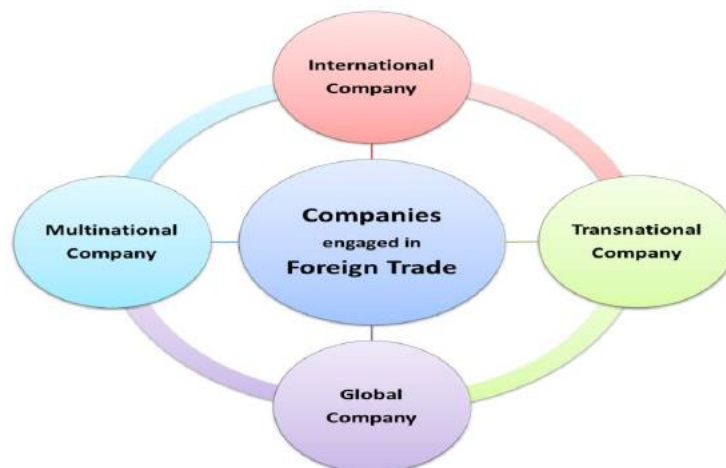 International
Company
Multinational
Company
Companies
engaged in
Foreign Trade
Transnational
Company
Global
Company